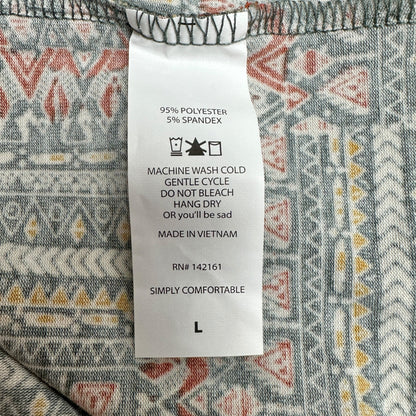 95% POLYESTER
5% SPANDEX
MACHINE WASH COLD
GENTLE CYCLE
DO NOT BLEACH
HANG DRY
OR you'll be sad
MADE IN VIETNAM
RN# 142161
SIMPLY COMFORTABLE
L